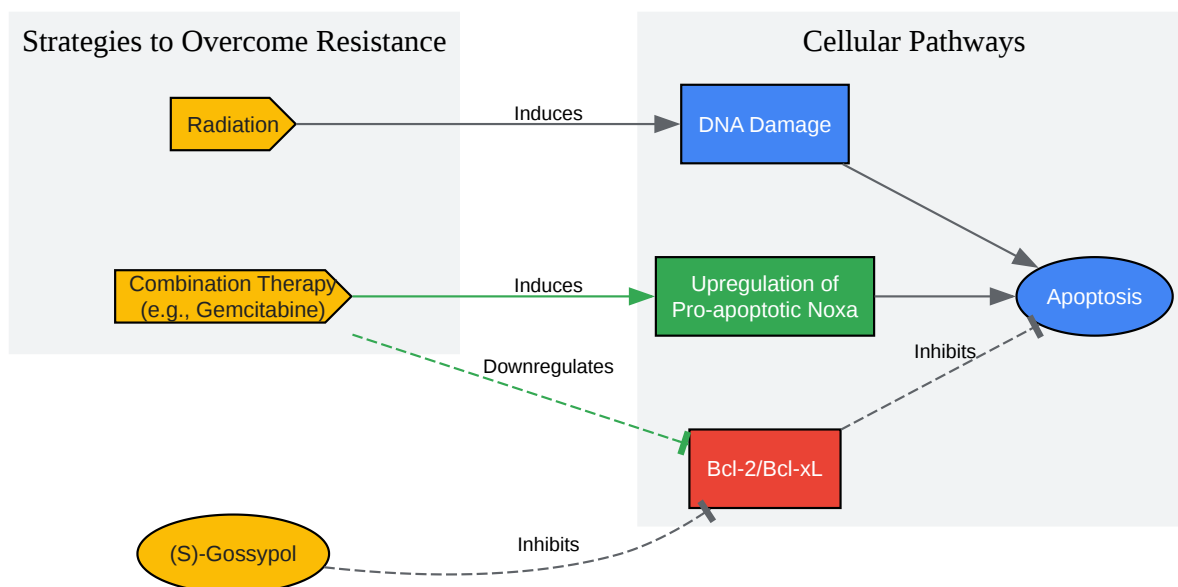 Strategies to Overcome Resistance
Cellular Pathways
Radiation
Induces
DNA Damage
Combination Therapy
(e.g., Gemcitabine)
Induces
Upregulation of
Pro-apoptotic Noxa
Apoptosis
Downregulates
Inhibits
Bcl-2/Bcl-xL
(S)-Gossypol
Inhibits